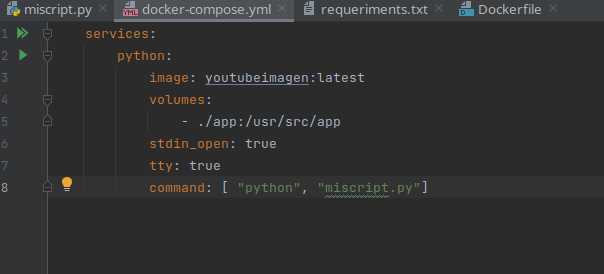 miscript.py docker-compose.yml requeriments.txt Dockerfile
1 services:
2 python:
3 image: youtubeimagen:latest
4 volumes:
5 - ./app:/usr/src/app
6 stdin_open: true
7 tty: true
8 command: [ "python", "miscript.py"]